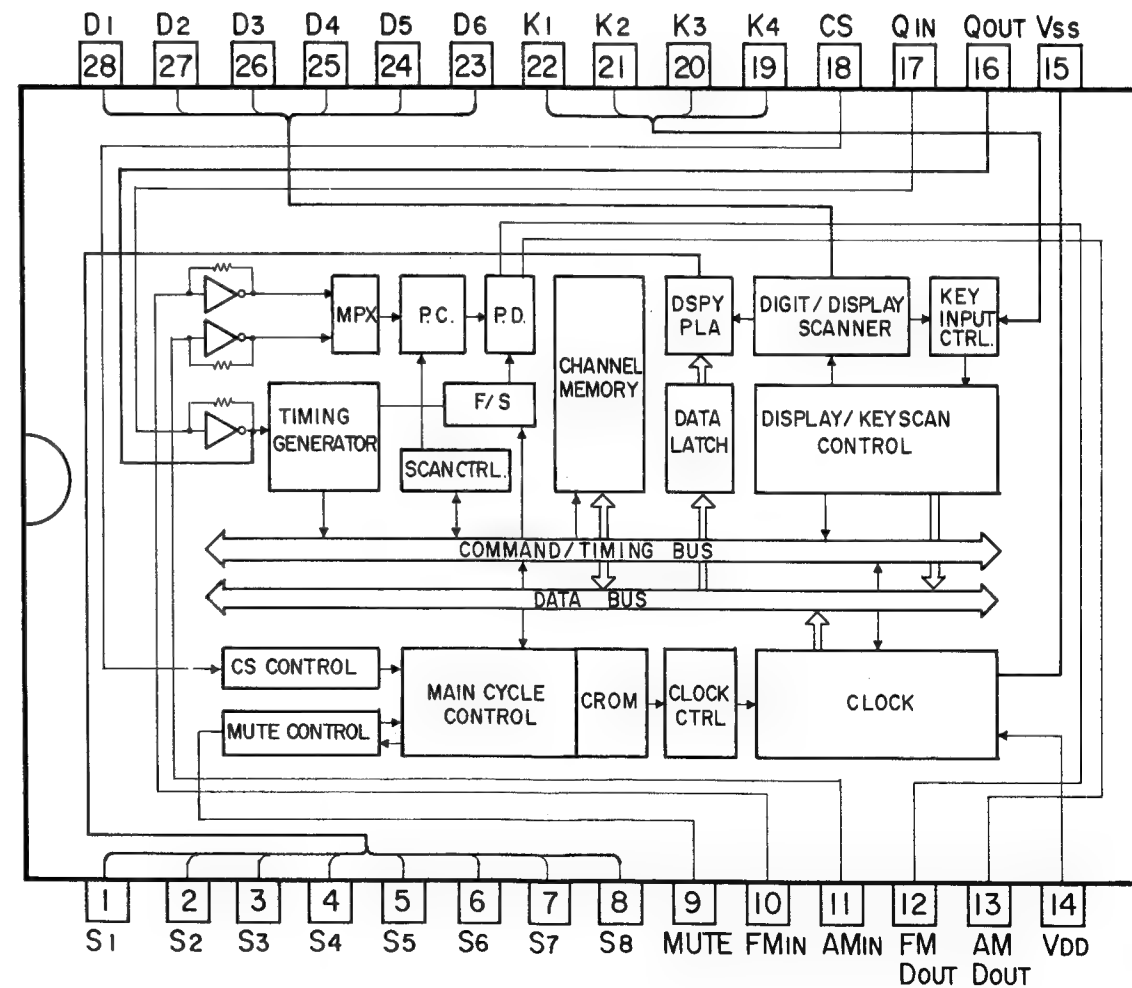 D1 D2 D3 D4 D5 D6 K1 K2 K3 K4 CS QIN QOUT VSS
28 27 26 25 24 23 22 21 20 19 18 17 16 15
MPX
P.C.
P.D.
CHANNEL
MEMORY
DSPY
PLA
DIGIT/DISPLAY
SCANNER
KEY
INPUT
CTRL.
TIMING
GENERATOR
F/S
SCAN CTRL.
DATA
LATCH
DISPLAY/KEYSCAN
CONTROL
COMMAND/TIMING BUS
DATA BUS
CS CONTROL
MUTE CONTROL
MAIN CYCLE
CONTROL
CROM
CLOCK
CTRL
CLOCK
1 2 3 4 5 6 7 8 9 10 11 12 13 14
S1 S2 S3 S4 S5 S6 S7 S8 MUTE FMIN AMIN FM AM VDD
DOUT DOUT